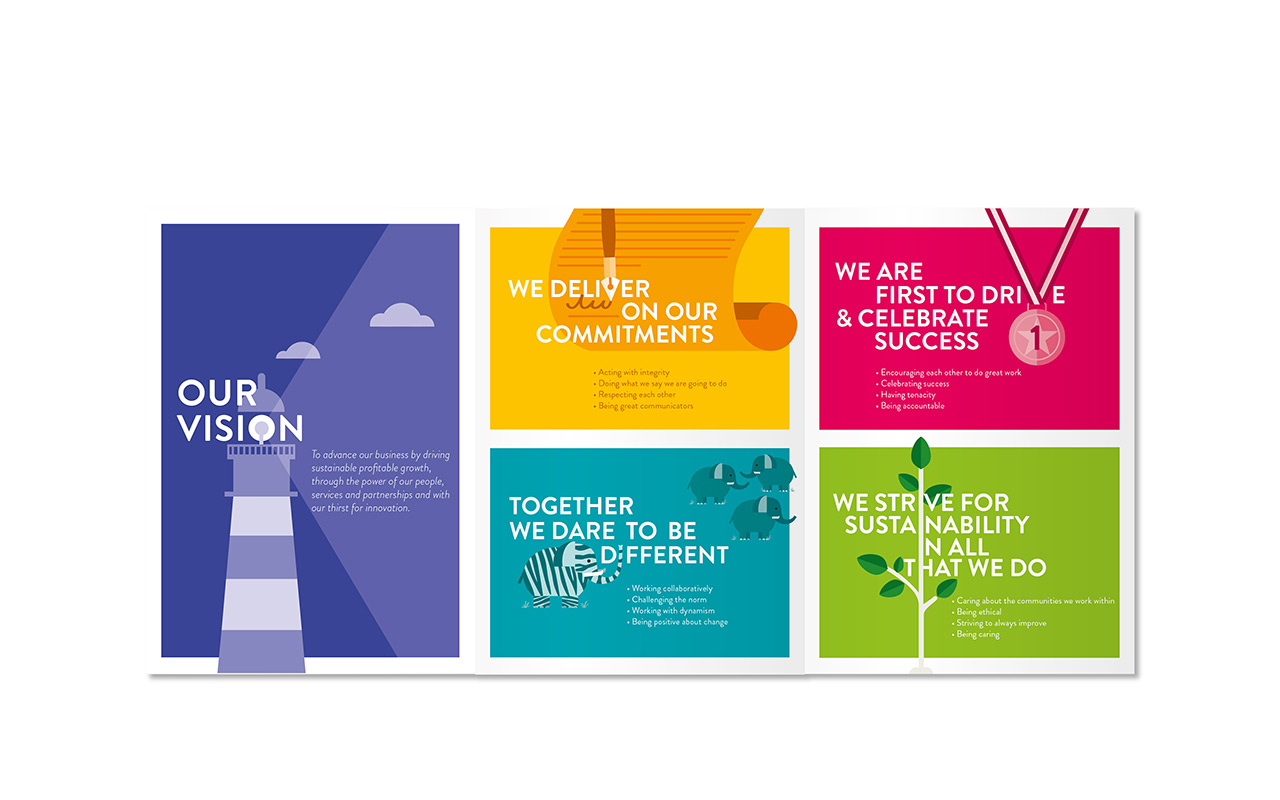 OUR
VISION
To advance our business by driving
sustainable profitable growth,
through the power of our people,
services and partnerships and with
our thirst for innovation.
WE DELIVER
ON OUR
COMMITMENTS
• Acting with integrity
• Doing what we say we are going to do
• Respecting each other
• Being great communicators
TOGETHER
WE DARE TO BE
DIFFERENT
• Working collaboratively
• Challenging the norm
• Working with dynamism
• Being positive about change
WE ARE
FIRST TO DRIVE
& CELEBRATE
SUCCESS
1
• Encouraging each other to do great work
• Celebrating success
• Having tenacity
• Being accountable
WE STRIVE FOR
SUSTAINABILITY
IN ALL
THAT WE DO
• Caring about the communities we work within
• Being ethical
• Striving to always improve
• Being caring